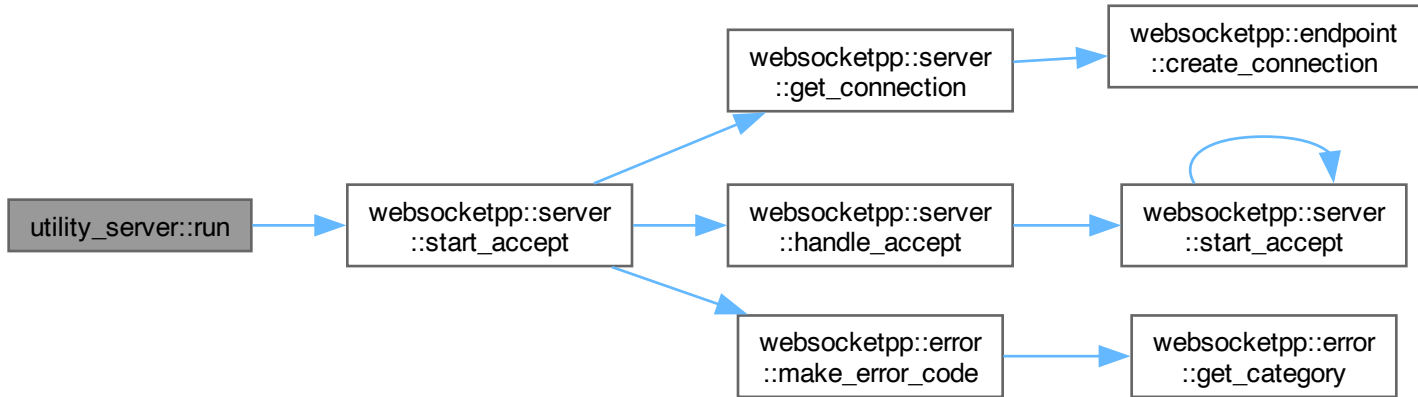 websocketpp::endpoint
::create_connection
websocketpp::server
::get_connection
utility_server::run
websocketpp::server
::start_accept
websocketpp::server
::handle_accept
websocketpp::server
::start_accept
websocketpp::error
::make_error_code
websocketpp::error
::get_category